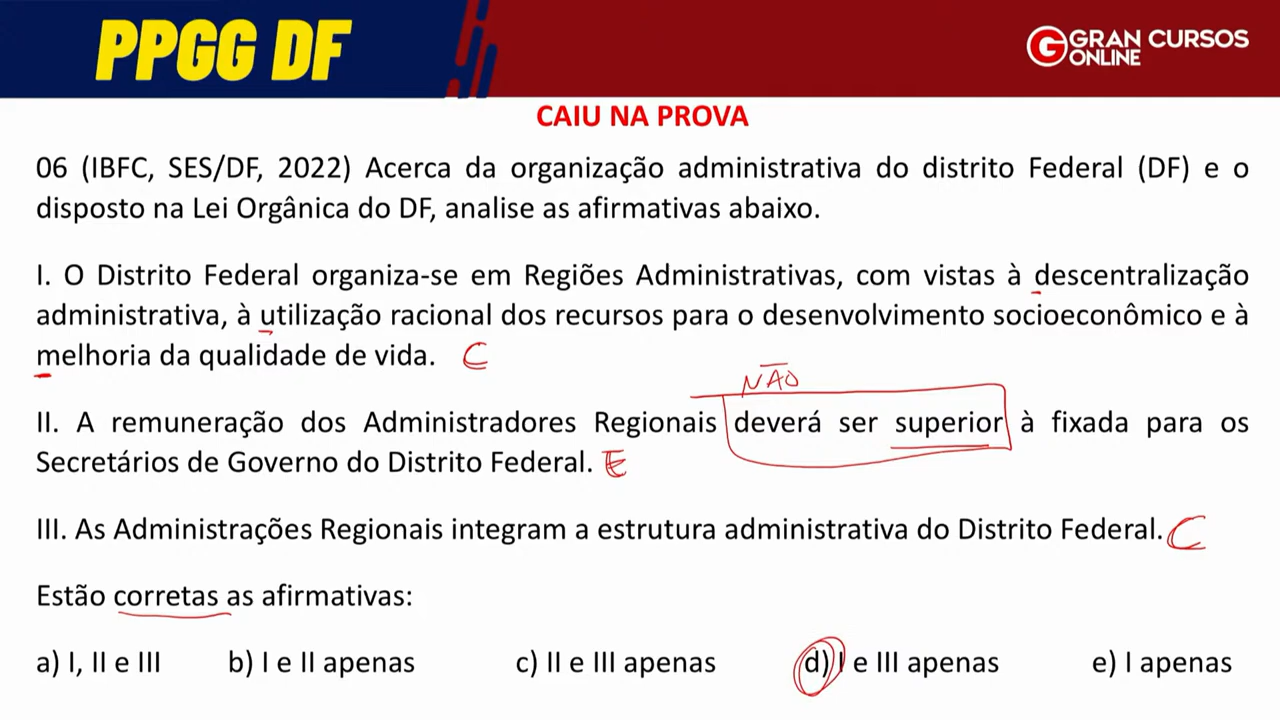 PPGG DF
GRAN CURSOS
ONLINE
CAIU NA PROVA
06 (IBFC, SES/DF, 2022) Acerca da organização administrativa do distrito Federal (DF) e o
disposto na Lei Orgânica do DF, analise as afirmativas abaixo.
I. O Distrito Federal organiza-se em Regiões Administrativas, com vistas à descentralização
administrativa, à utilização racional dos recursos para o desenvolvimento socioeconômico e à
melhoria da qualidade de vida. C
NÃO
II. A remuneração dos Administradores Regionais deverá ser superior à fixada para os
Secretários de Governo do Distrito Federal. E
III. As Administrações Regionais integram a estrutura administrativa do Distrito Federal. C
Estão corretas as afirmativas:
a) I, II e III b) I e II apenas c) II e III apenas d) I e III apenas e) I apenas